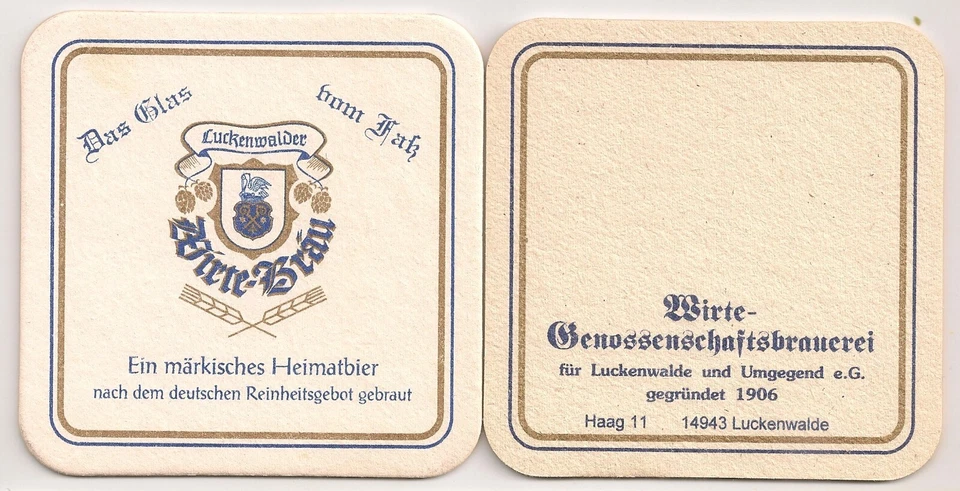 Das Glas vom Faß
Luckenwalder
Wirte-Bräu
Ein märkisches Heimatbier
nach dem deutschen Reinheitsgebot gebraut
Wirte-
Genossenschaftsbrauerei
für Luckenwalde und Umgegend e.G.
gegründet 1906
Haag 11 14943 Luckenwalde